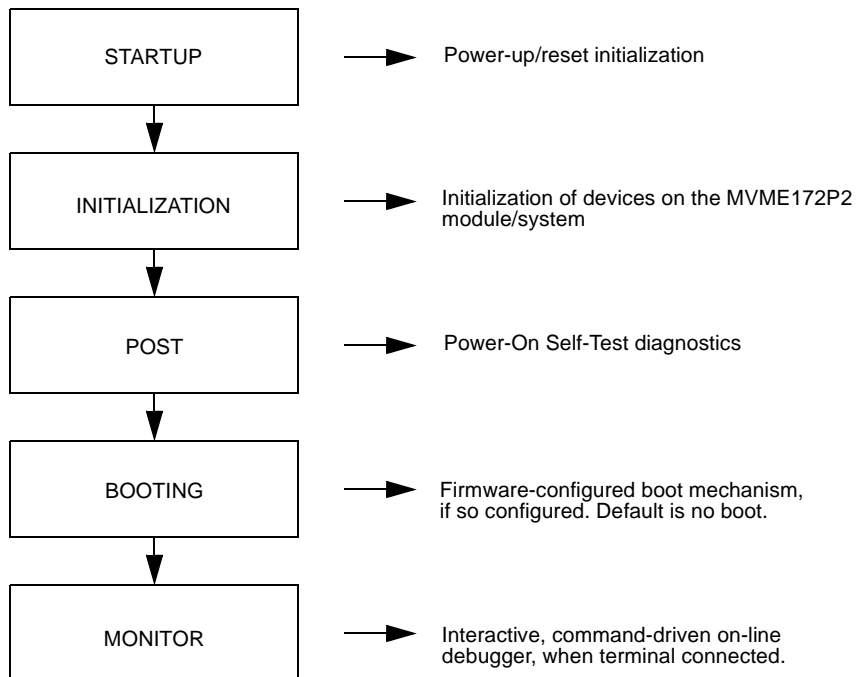 STARTUP
Power-up/reset initialization
INITIALIZATION
Initialization of devices on the MVME172P2
module/system
POST
Power-On Self-Test diagnostics
BOOTING
Firmware-configured boot mechanism,
if so configured. Default is no boot.
MONITOR
Interactive, command-driven on-line
debugger, when terminal connected.